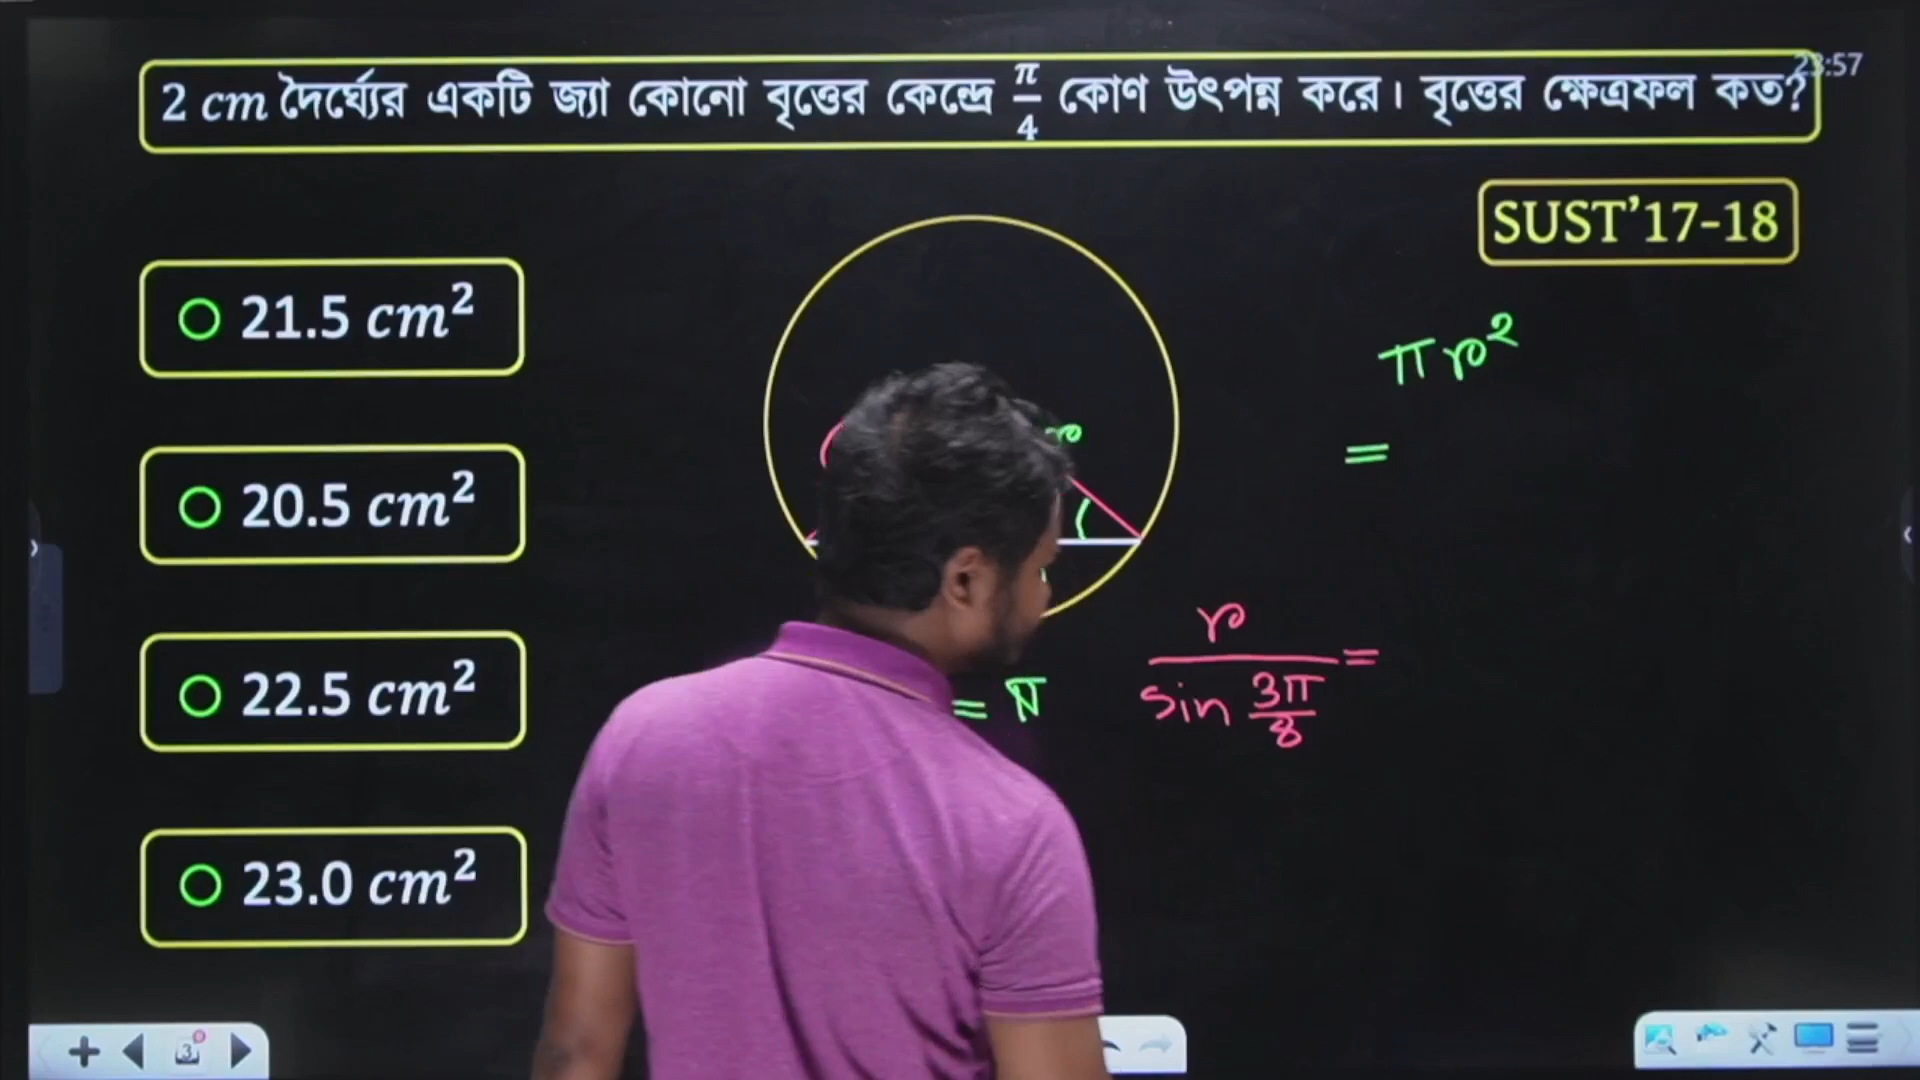 2 cm দৈর্ঘ্যের একটি জ্যা কোনো বৃত্তের কেন্দ্রে π/4 কোণ উৎপন্ন করে। বৃত্তের ক্ষেত্রফল কত?
23:57
SUST’17-18
21.5 cm²
20.5 cm²
22.5 cm²
23.0 cm²
πr²
=
r
r / sin 3π/8 =
= π
3